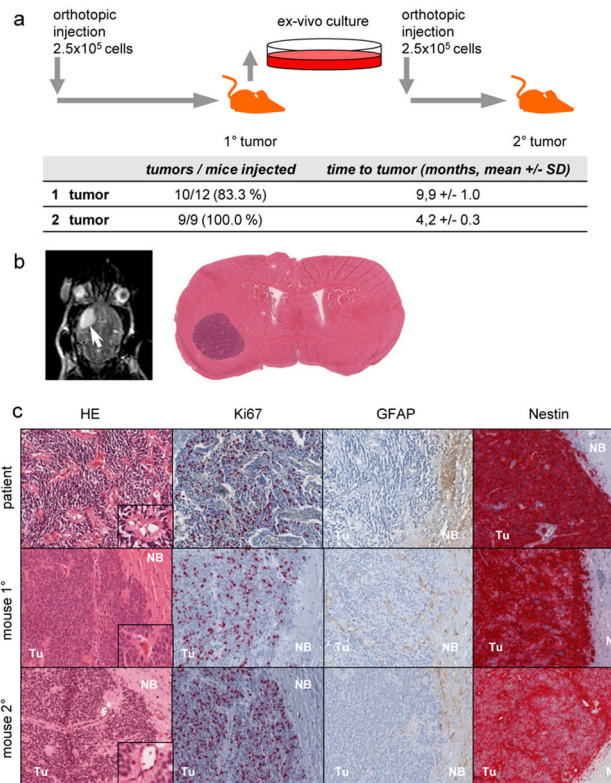 a
orthotopic injection 2.5x10⁵ cells
ex-vivo culture
orthotopic injection 2.5x10⁵ cells
1° tumor
2° tumor
tumors / mice injected time to tumor (months, mean +/- SD)
1 tumor 10/12 (83.3 %) 9,9 +/- 1.0
2 tumor 9/9 (100.0 %) 4,2 +/- 0.3
b
c
HE Ki67 GFAP Nestin
patient
Tu NB NB
Tu
mouse 1°
NB Tu NB Tu NB Tu N
mouse 2°
NB Tu NB Tu NB Tu N